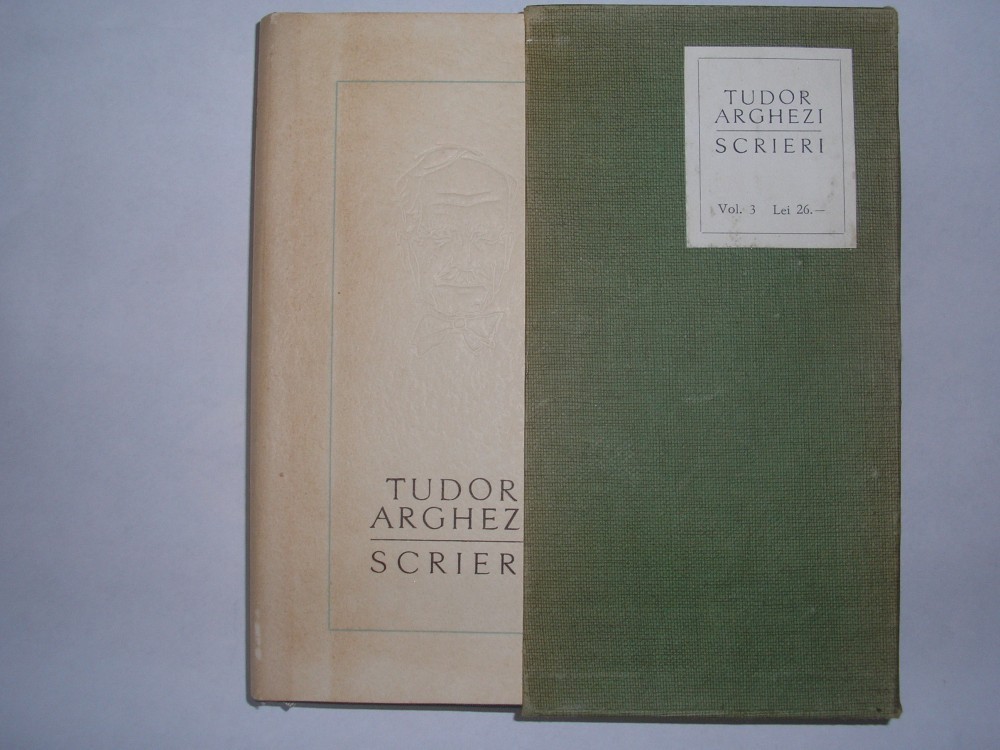 TUDOR
ARGHEZ
SCRIER
TUDOR
ARGHEZI
SCRIERI
Vol. 3 Lei 26.—